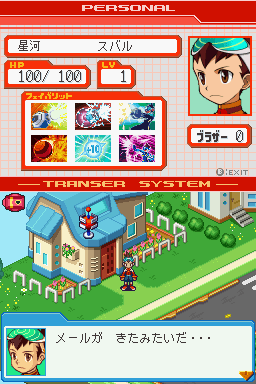 PERSONAL
星河 スバル
HP
LV
100/ 100
1
フェイバリット
+10
ブラザー 0
B:EXIT
TRANSER SYSTEM
メールが きたみたいだ・・・